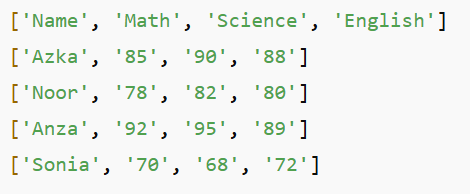 ['Name', 'Math', 'Science', 'English']
['Azka', '85', '90', '88']
['Noor', '78', '82', '80']
['Anza', '92', '95', '89']
['Sonia', '70', '68', '72']